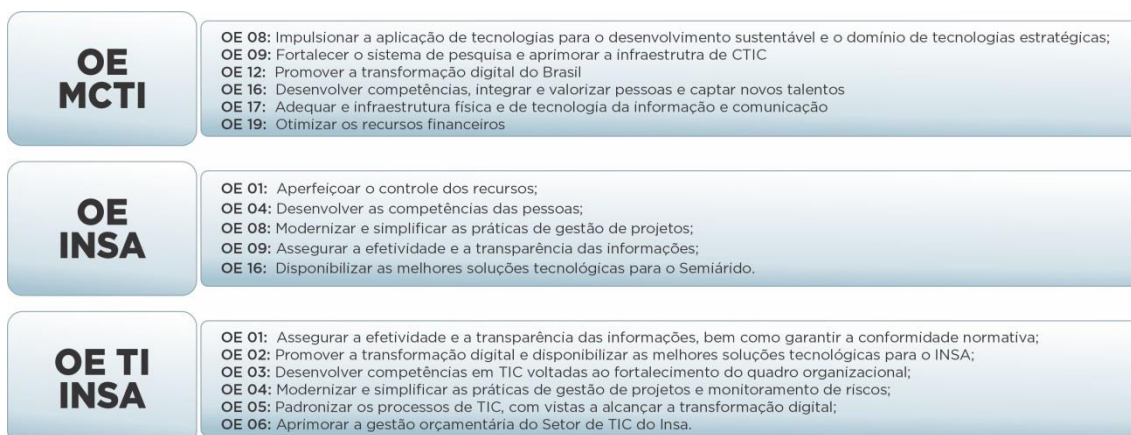 OE
MCTI
OE 08: Impulsionar a aplicação de tecnologias para o desenvolvimento sustentável e o domínio de tecnologias estratégicas;
OE 09: Fortalecer o sistema de pesquisa e aprimorar a infraestrutra de CTIC
OE 12: Promover a transformação digital do Brasil
OE 16: Desenvolver competências, integrar e valorizar pessoas e captar novos talentos
OE 17: Adequar e infraestrutura física e de tecnologia da informação e comunicação
OE 19: Otimizar os recursos financeiros
OE
INSA
OE 01: Aperfeiçoar o controle dos recursos;
OE 04: Desenvolver as competências das pessoas;
OE 08: Modernizar e simplificar as práticas de gestão de projetos;
OE 09: Assegurar a efetividade e a transparência das informações;
OE 16: Disponibilizar as melhores soluções tecnológicas para o Semiárido.
OE TI
INSA
OE 01: Assegurar a efetividade e a transparência das informações, bem como garantir a conformidade normativa;
OE 02: Promover a transformação digital e disponibilizar as melhores soluções tecnológicas para o INSA;
OE 03: Desenvolver competências em TIC voltadas ao fortalecimento do quadro organizacional;
OE 04: Modernizar e simplificar as práticas de gestão de projetos e monitoramento de riscos;
OE 05: Padronizar os processos de TIC, com vistas a alcançar a transformação digital;
OE 06: Aprimorar a gestão orçamentária do Setor de TIC do Insa.